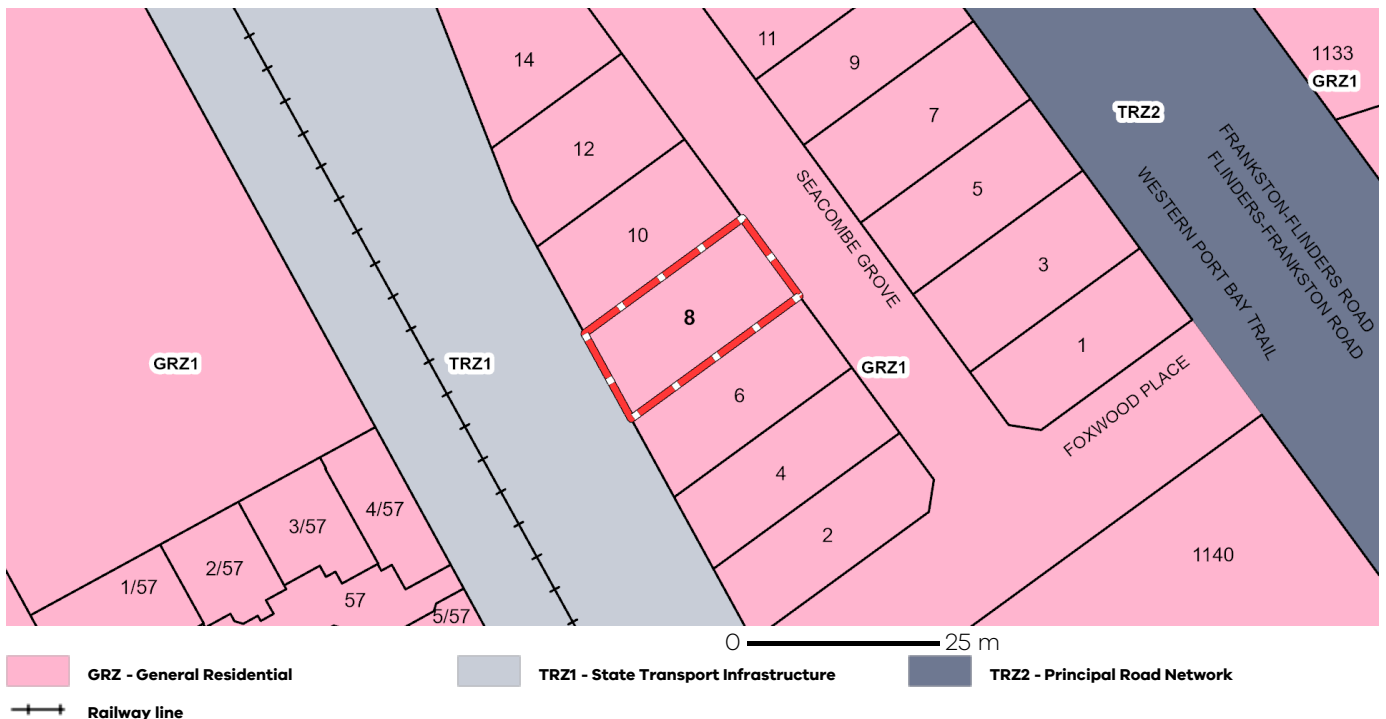 14
11
9
1133
GRZ1
7
TRZ2
12
5
SEACOMBE GROVE
WESTERN PORT BAY TRAIL
FLINDERS-FRANKSTON ROAD
FRANKSTON-FLINDERS ROAD
10
3
8
1
GRZ1
TRZ1
GRZ1
6
FOXWOOD PLACE
4
2
4/57
3/57
2/57
1/57
57
5/57
1140
0 25 m
GRZ - General Residential
TRZ1 - State Transport Infrastructure
TRZ2 - Principal Road Network
Railway line